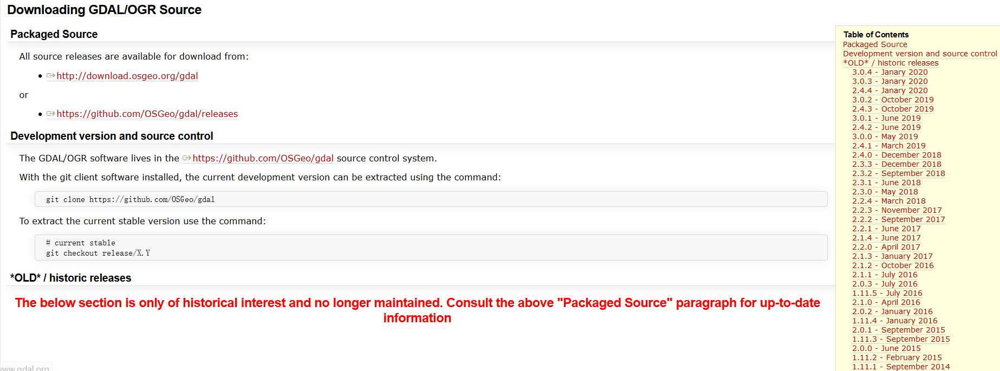 Downloading GDAL/OGR Source
Packaged Source
All source releases are available for download from:
http://download.osgeo.org/gdal
or
https://github.com/OSGeo/gdal/releases
Development version and source control
The GDAL/OGR software lives in the https://github.com/OSGeo/gdal source control system.
With the git client software installed, the current development version can be extracted using the command:
git clone https://github.com/OSGeo/gdal
To extract the current stable version use the command:
# current stable
git checkout release/X.Y
*OLD* / historic releases
The below section is only of historical interest and no longer maintained. Consult the above "Packaged Source" paragraph for up-to-date
information
Table of Contents
Packaged Source
Development version and source control
*OLD* / historic releases
3.0.4 - Janary 2020
3.0.3 - Janary 2020
2.4.4 - Janary 2020
3.0.2 - October 2019
2.4.3 - October 2019
3.0.1 - June 2019
2.4.2 - June 2019
3.0.0 - May 2019
2.4.1 - March 2019
2.4.0 - December 2018
2.3.3 - December 2018
2.3.2 - September 2018
2.3.1 - June 2018
2.3.0 - May 2018
2.2.4 - March 2018
2.2.3 - November 2017
2.2.2 - September 2017
2.2.1 - June 2017
2.1.4 - June 2017
2.2.0 - April 2017
2.1.3 - January 2017
2.1.2 - October 2016
2.1.1 - July 2016
2.0.3 - July 2016
1.11.5 - July 2016
2.1.0 - April 2016
2.0.2 - January 2016
1.11.4 - January 2016
2.0.1 - September 2015
1.11.3 - September 2015
2.0.0 - June 2015
1.11.2 - February 2015
1.11.1 - September 2014
www.gdal.org